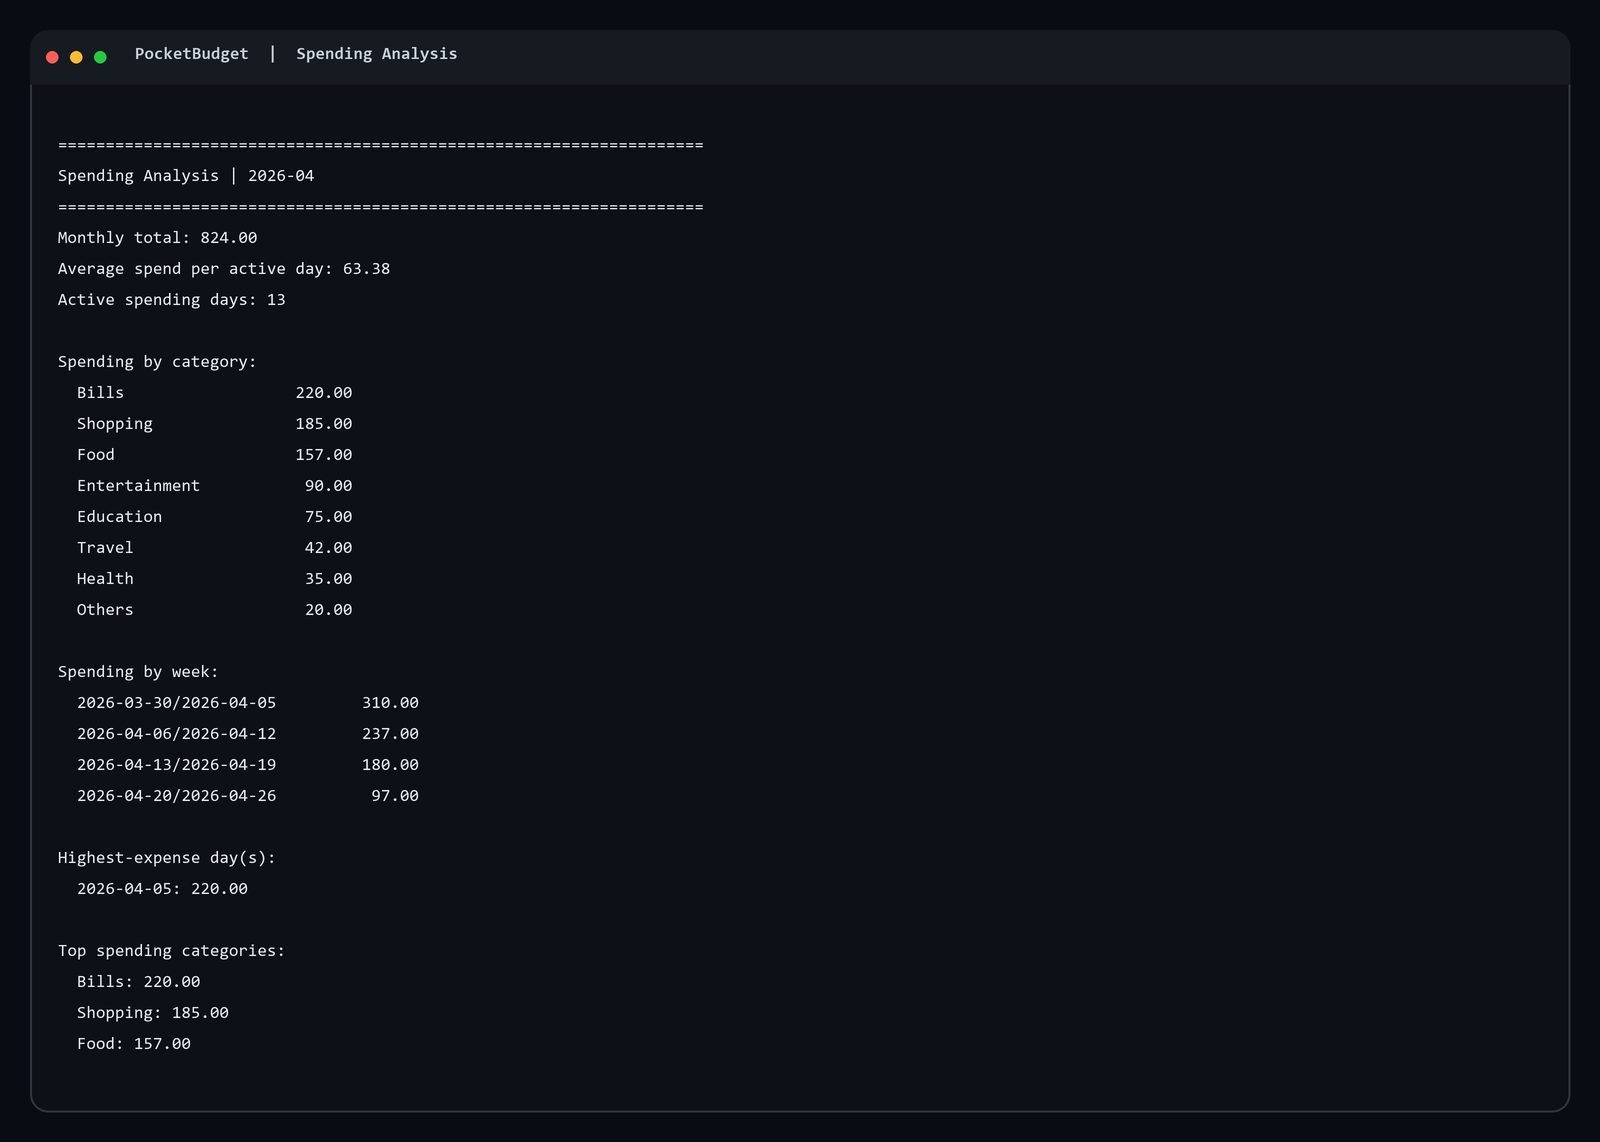 PocketBudget | Spending Analysis
====================================================================
Spending Analysis | 2026-04
====================================================================
Monthly total: 824.00
Average spend per active day: 63.38
Active spending days: 13
Spending by category:
Bills 220.00
Shopping 185.00
Food 157.00
Entertainment 90.00
Education 75.00
Travel 42.00
Health 35.00
Others 20.00
Spending by week:
2026-03-30/2026-04-05 310.00
2026-04-06/2026-04-12 237.00
2026-04-13/2026-04-19 180.00
2026-04-20/2026-04-26 97.00
Highest-expense day(s):
2026-04-05: 220.00
Top spending categories:
Bills: 220.00
Shopping: 185.00
Food: 157.00